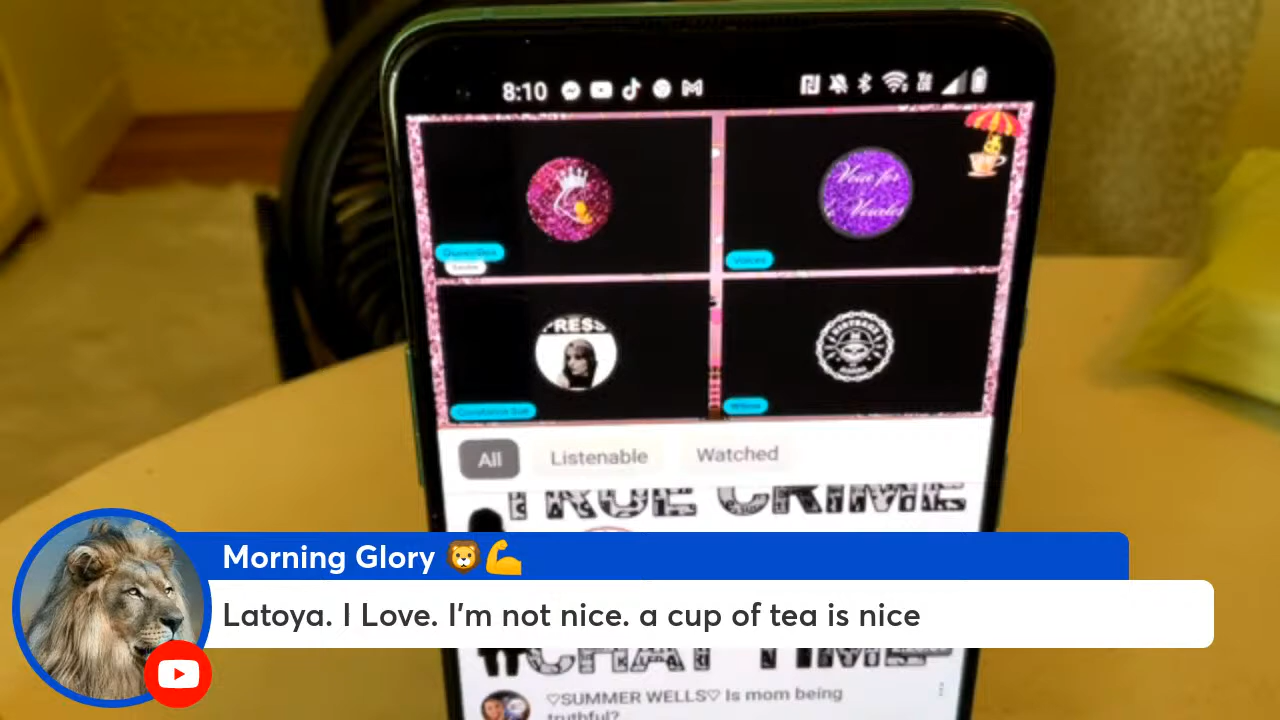 8:10
Voice for
Voices
PRESS
All
Listenable
Watched
TRUE CRIME
Morning Glory 🦁💪
Latoya. I Love. I'm not nice. a cup of tea is nice
#CHAT TIME
♡SUMMER WELLS♡ Is mom being
truthful?